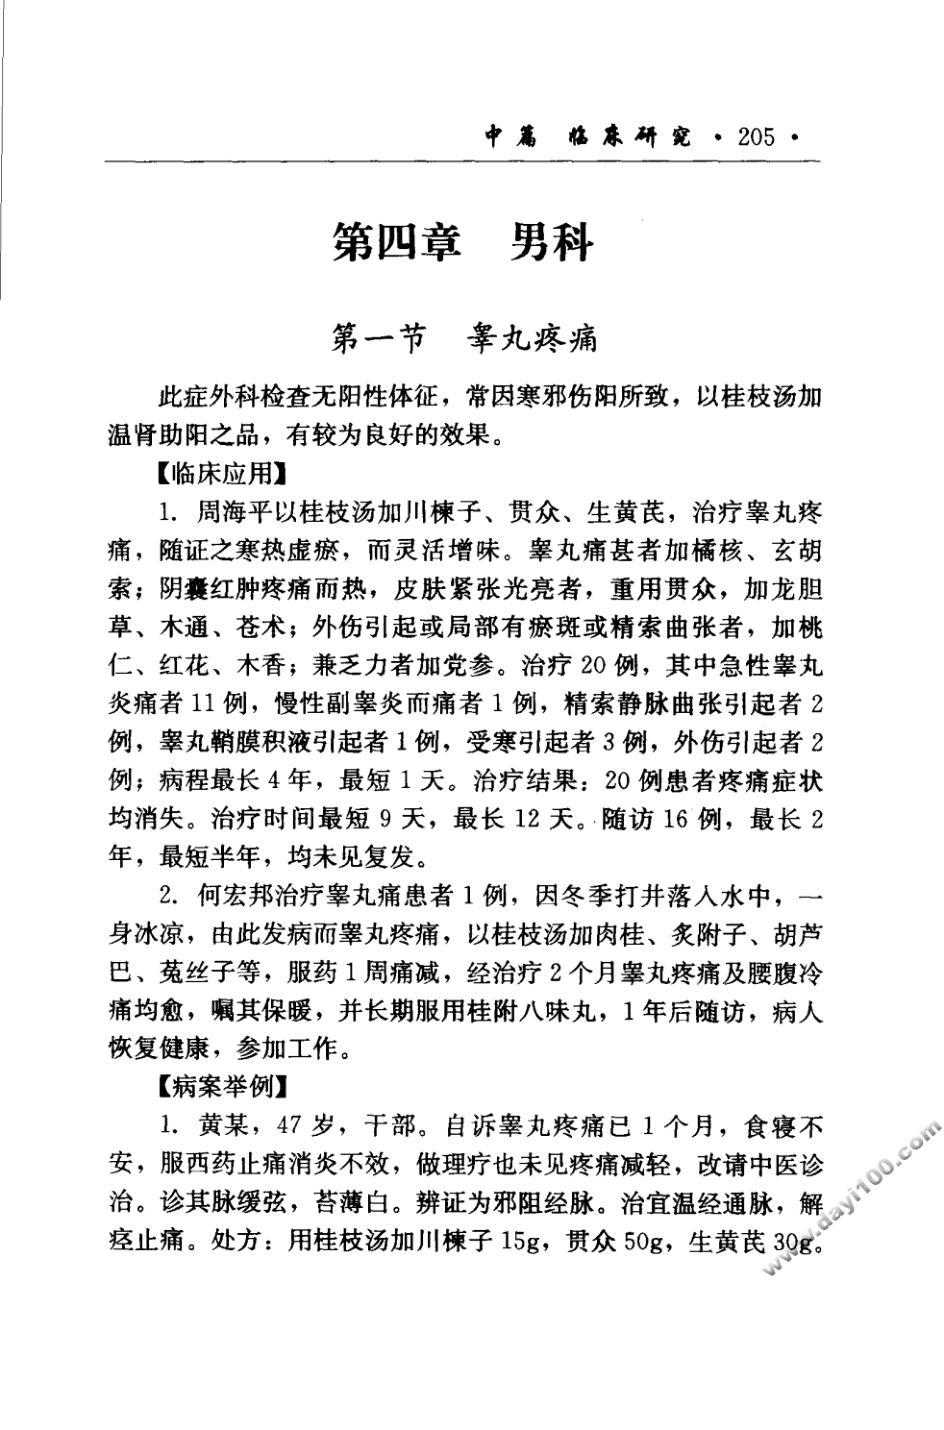 中篇 临床研究·205·
第四章 男科
第一节 睾丸疼痛
此症外科检查无阳性体征，常因寒邪伤阳所致，以桂枝汤加
温肾助阳之品，有较为良好的效果。
【临床应用】
1. 周海平以桂枝汤加川楝子、贯众、生黄芪，治疗睾丸疼
痛，随证之寒热虚瘀，而灵活增味。睾丸痛甚者加橘核、玄胡
索；阴囊红肿疼痛而热，皮肤紧张光亮者，重用贯众，加龙胆
草、木通、苍术；外伤引起或局部有瘀斑或精索曲张者，加桃
仁、红花、木香；兼乏力者加党参。治疗 20 例，其中急性睾丸
炎痛者 11 例，慢性副睾炎而痛者 1 例，精索静脉曲张引起者 2
例，睾丸鞘膜积液引起者 1 例，受寒引起者 3 例，外伤引起者 2
例；病程最长 4 年，最短 1 天。治疗结果：20 例患者疼痛症状
均消失。治疗时间最短 9 天，最长 12 天。随访 16 例，最长 2
年，最短半年，均未见复发。
2. 何宏邦治疗睾丸痛患者 1 例，因冬季打井落入水中，一
身冰凉，由此发病而睾丸疼痛，以桂枝汤加肉桂、炙附子、胡芦
巴、菟丝子等，服药 1 周痛减，经治疗 2 个月睾丸疼痛及腰腹冷
痛均愈，嘱其保暖，并长期服用桂附八味丸，1 年后随访，病人
恢复健康，参加工作。
【病案举例】
1. 黄某，47 岁，干部。自诉睾丸疼痛已 1 个月，食寝不
安，服西药止痛消炎不效，做理疗也未见疼痛减轻，改请中医诊
治。诊其脉缓弦，苔薄白。辨证为邪阻经脉。治宜温经通脉，解
痉止痛。处方：用桂枝汤加川楝子 15g，贯众 50g，生黄芪 30g。
www.dayi100.com